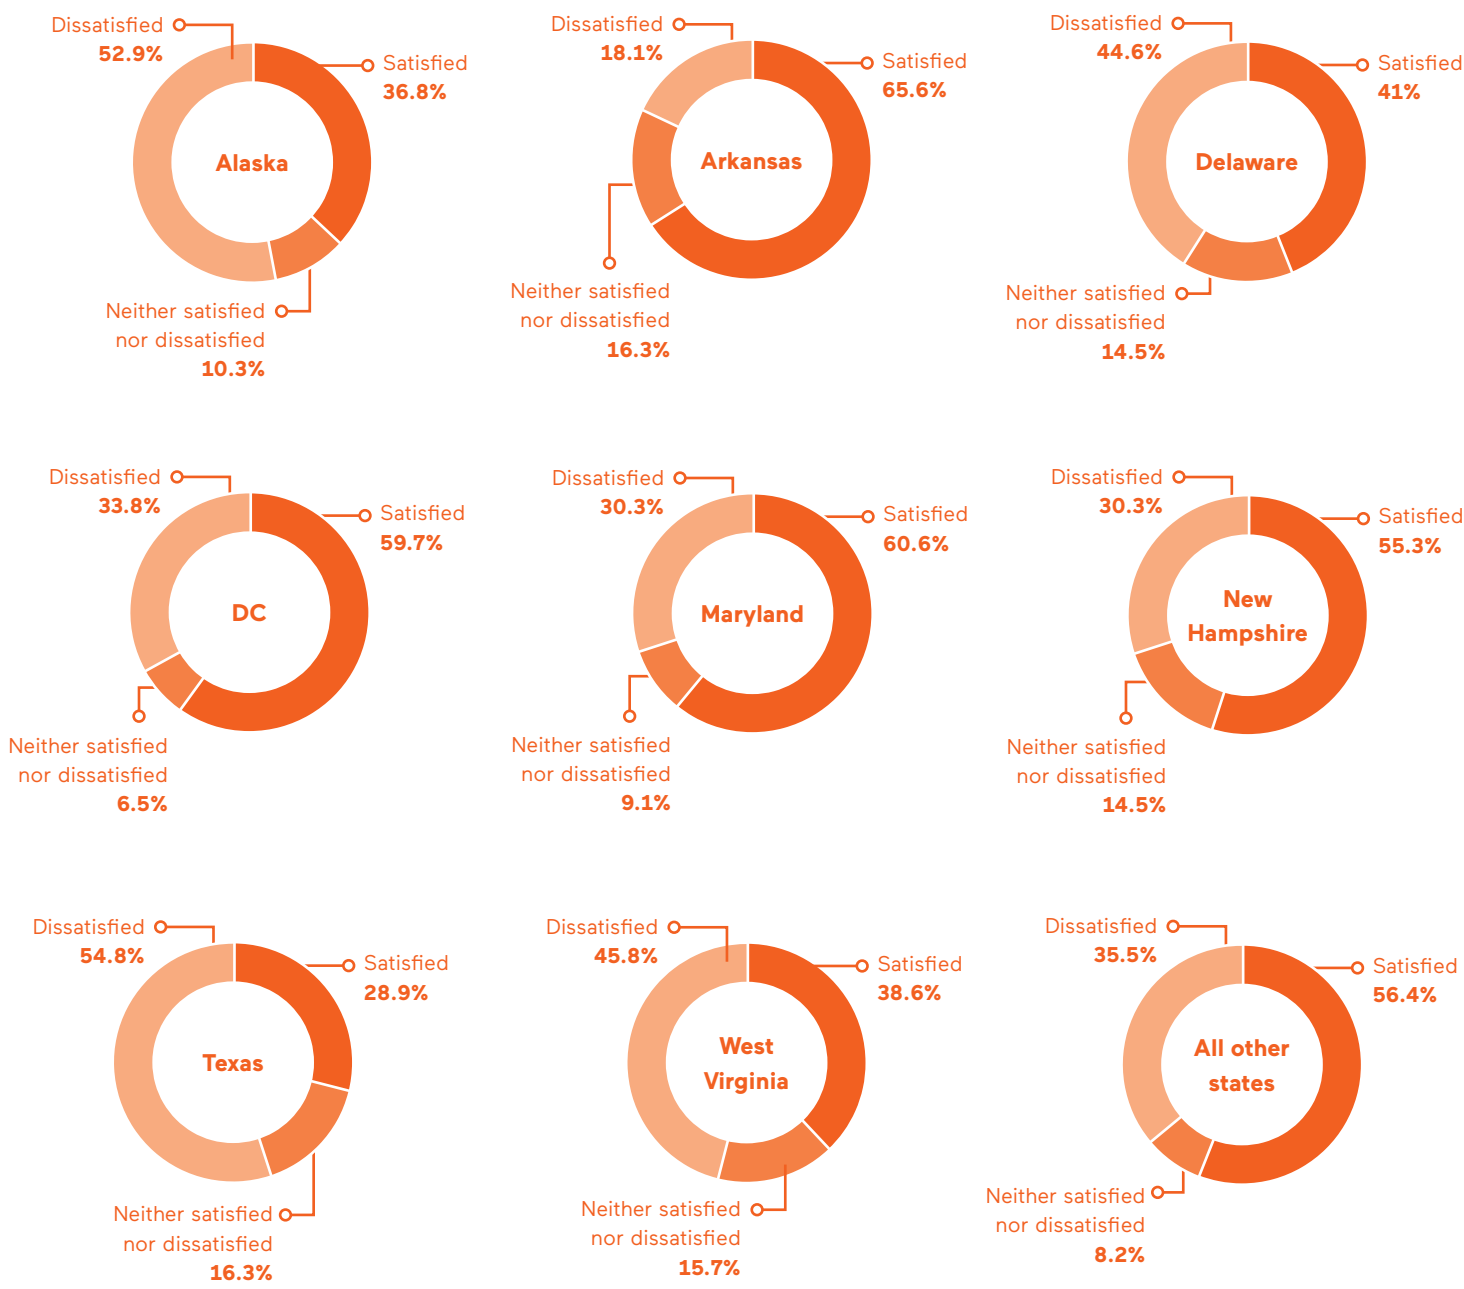 Dissatisfied
52.9%
Satisfied
36.8%
Alaska
Neither satisfied
nor dissatisfied
10.3%
Dissatisfied
18.1%
Satisfied
65.6%
Arkansas
Neither satisfied
nor dissatisfied
16.3%
Dissatisfied
44.6%
Satisfied
41%
Delaware
Neither satisfied
nor dissatisfied
14.5%
Dissatisfied
33.8%
Satisfied
59.7%
DC
Neither satisfied
nor dissatisfied
6.5%
Dissatisfied
30.3%
Satisfied
60.6%
Maryland
Neither satisfied
nor dissatisfied
9.1%
Dissatisfied
30.3%
Satisfied
55.3%
New
Hampshire
Neither satisfied
nor dissatisfied
14.5%
Dissatisfied
54.8%
Satisfied
28.9%
Texas
Neither satisfied
nor dissatisfied
16.3%
Dissatisfied
45.8%
Satisfied
38.6%
West
Virginia
Neither satisfied
nor dissatisfied
15.7%
Dissatisfied
35.5%
Satisfied
56.4%
All other
states
Neither satisfied
nor dissatisfied
8.2%